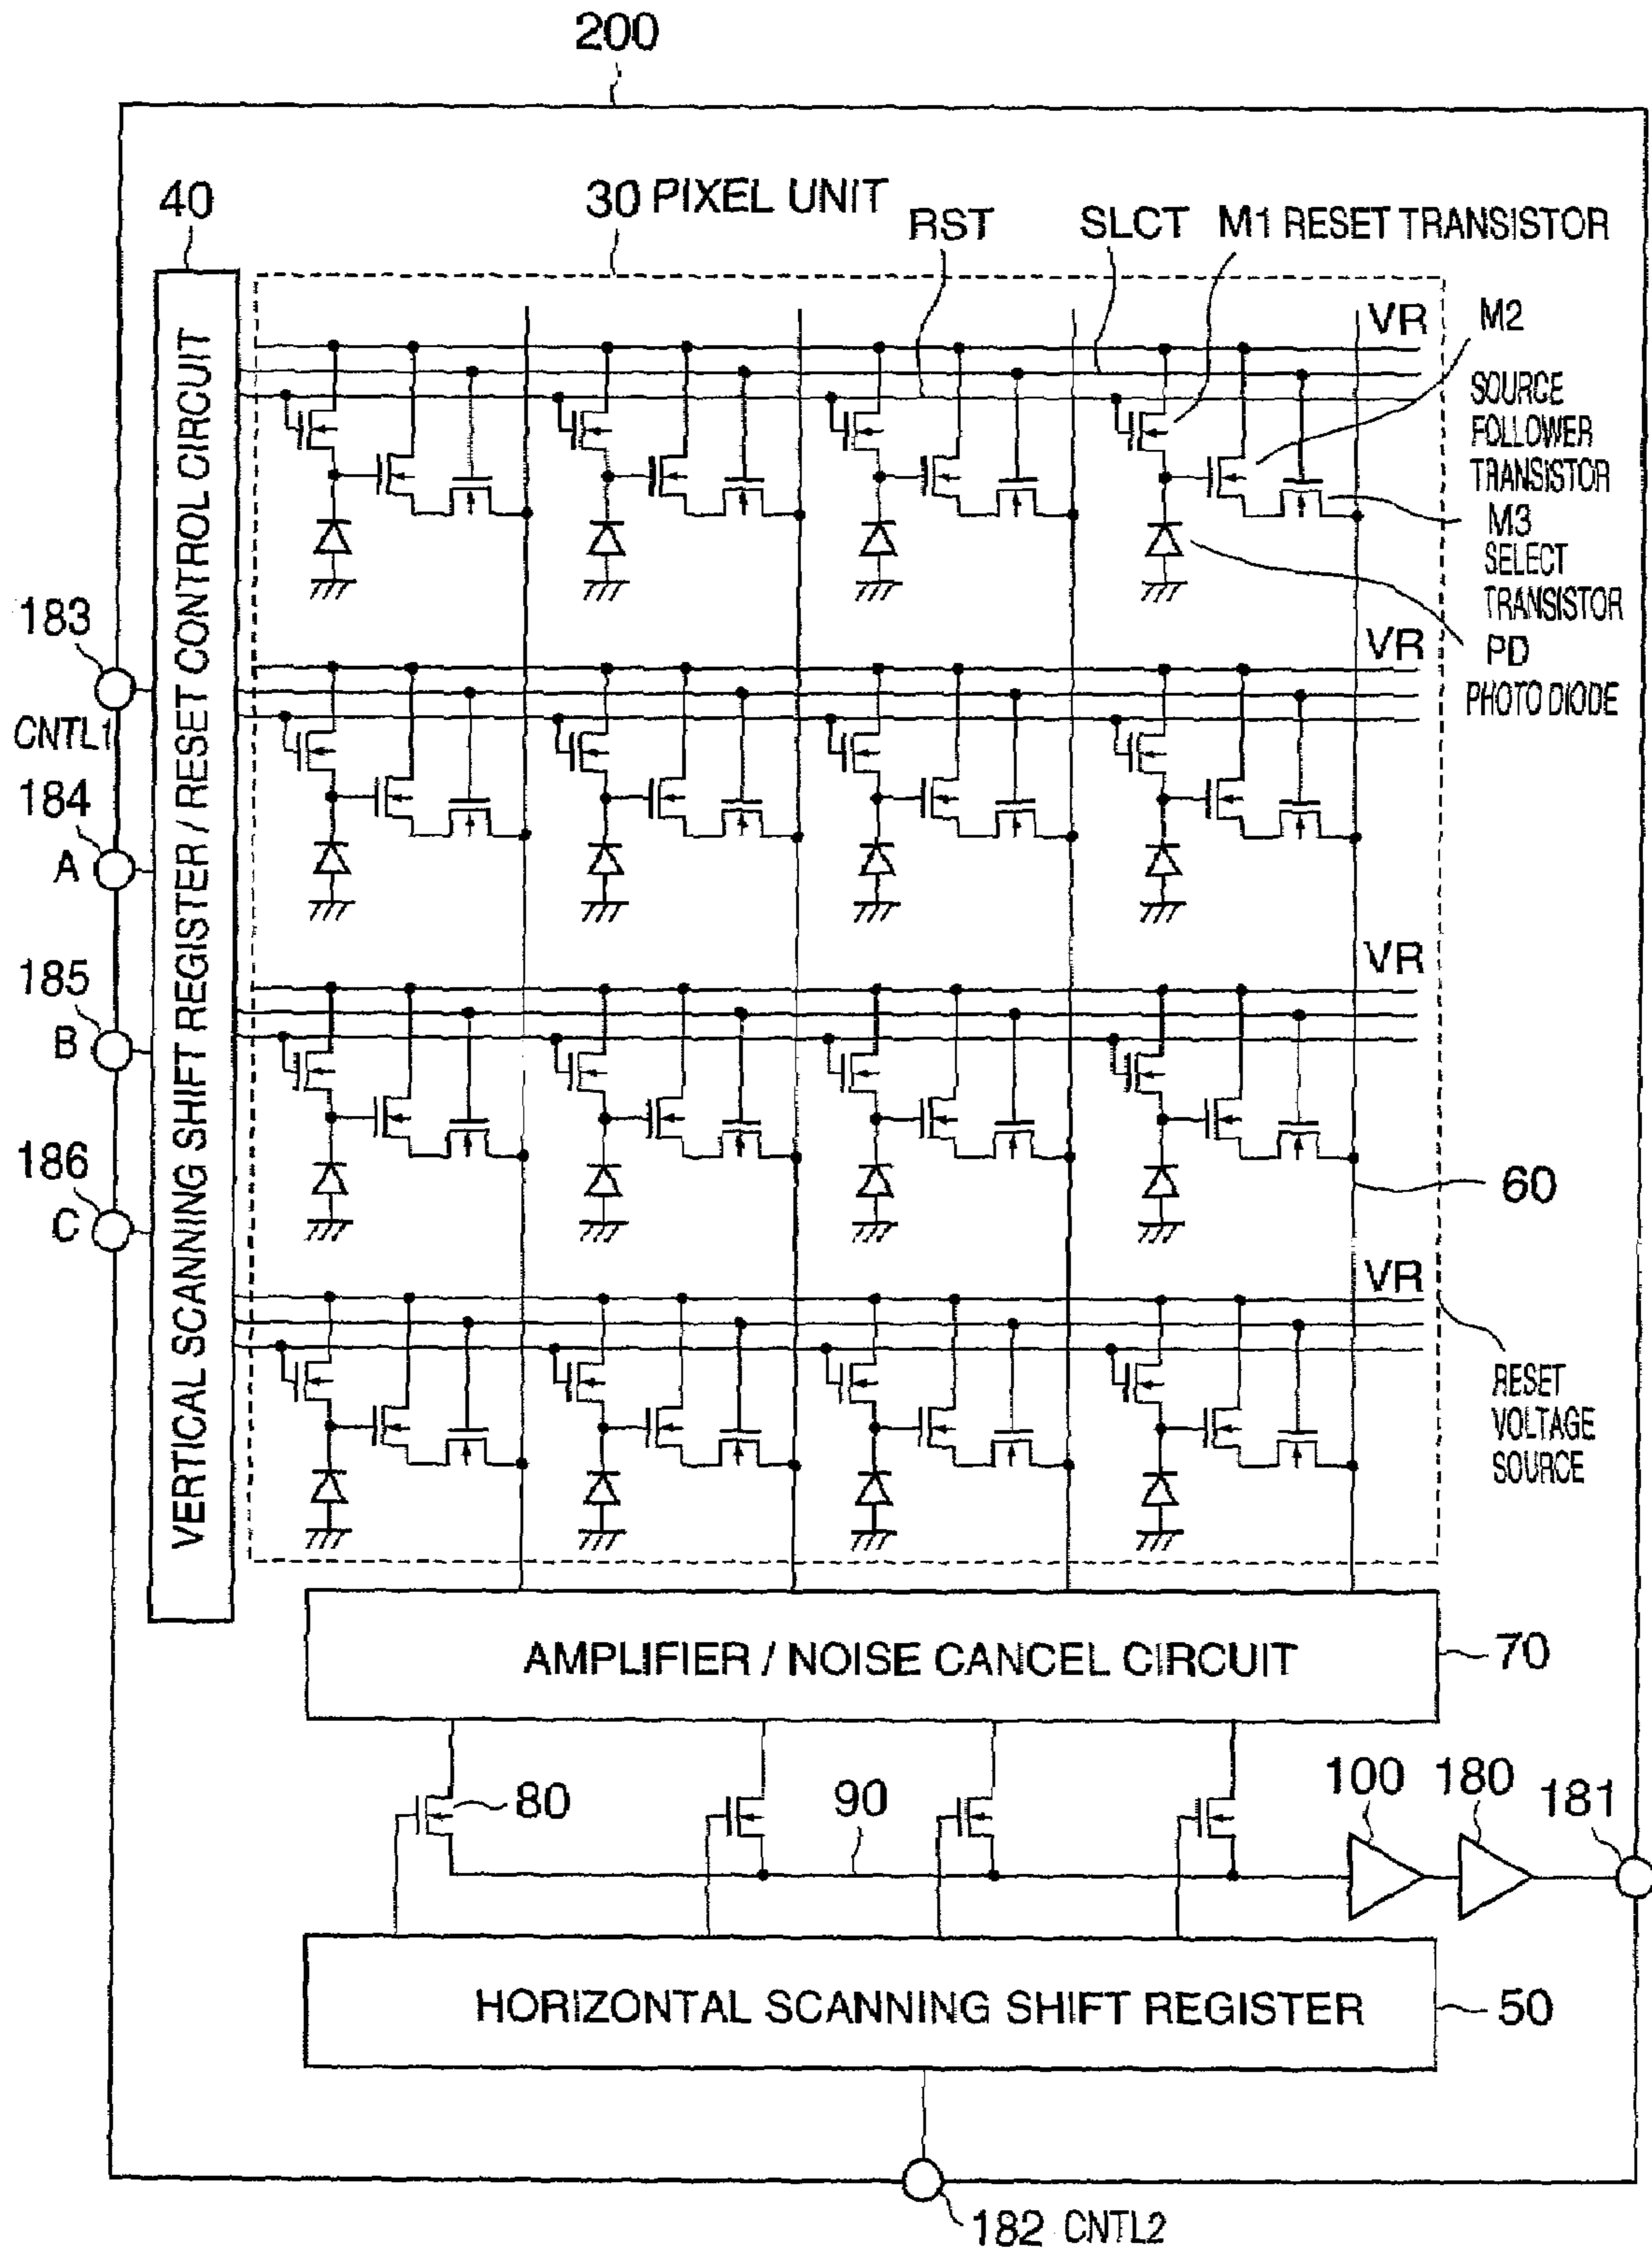 200
40
30 PIXEL UNIT
RST
SLCT
M1 RESET TRANSISTOR
VR
M2
SOURCE
FOLLOWER
TRANSISTOR
M3
SELECT
TRANSISTOR
VR
PD
PHOTO DIODE
VERTICAL SCANNING SHIFT REGISTER / RESET CONTROL CIRCUIT
183
CNTL1
184
A
185
B
186
C
VR
60
VR
RESET
VOLTAGE
SOURCE
AMPLIFIER / NOISE CANCEL CIRCUIT
70
80
90
100
180
181
HORIZONTAL SCANNING SHIFT REGISTER
50
182 CNTL2